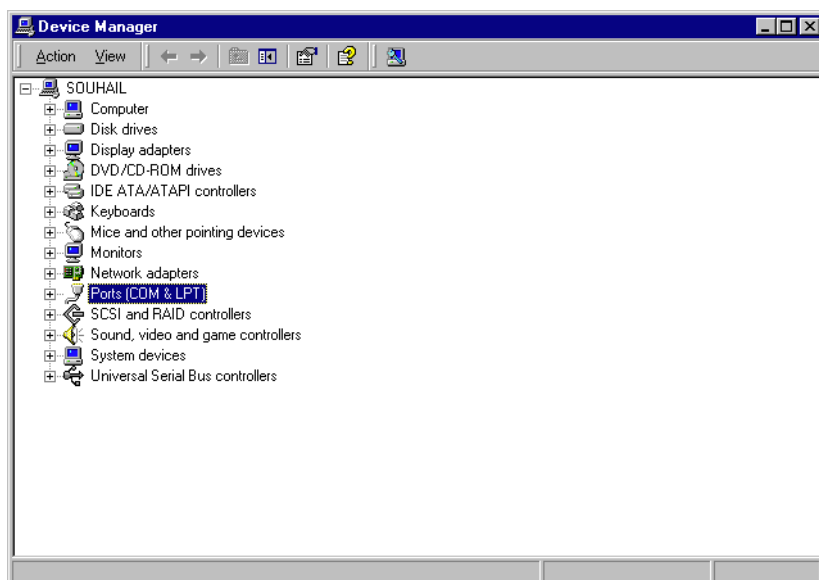 Device Manager
Action View
SOUHAIL
Computer
Disk drives
Display adapters
DVD/CD-ROM drives
IDE ATA/ATAPI controllers
Keyboards
Mice and other pointing devices
Monitors
Network adapters
Ports (COM & LPT)
SCSI and RAID controllers
Sound, video and game controllers
System devices
Universal Serial Bus controllers